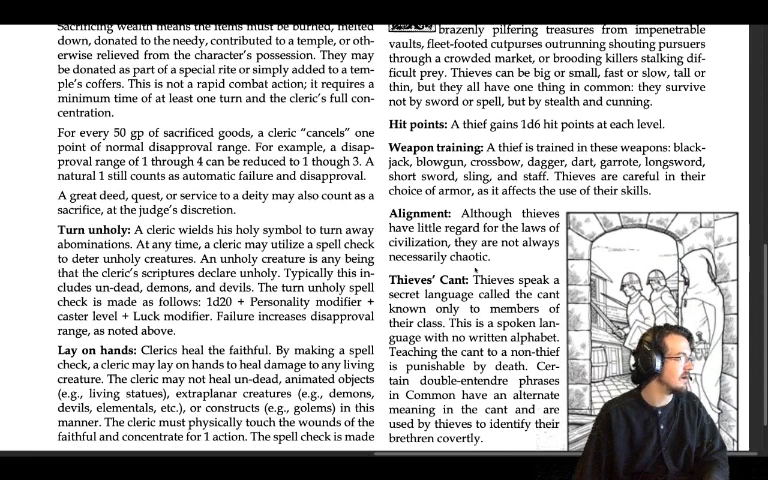 Sacrificing wealth means the items must be burned, melted
down, donated to the needy, contributed to a temple, or oth-
erwise relieved from the character's possession. They may
be donated as part of a special rite or simply added to a tem-
ple's coffers. This is not a rapid combat action; it requires a
minimum time of at least one turn and the cleric's full con-
centration.
For every 50 gp of sacrificed goods, a cleric “cancels” one
point of normal disapproval range. For example, a disap-
proval range of 1 through 4 can be reduced to 1 though 3. A
natural 1 still counts as automatic failure and disapproval.
A great deed, quest, or service to a deity may also count as a
sacrifice, at the judge's discretion.
Turn unholy: A cleric wields his holy symbol to turn away
abominations. At any time, a cleric may utilize a spell check
to deter unholy creatures. An unholy creature is any being
that the cleric's scriptures declare unholy. Typically this in-
cludes un-dead, demons, and devils. The turn unholy spell
check is made as follows: 1d20 + Personality modifier +
caster level + Luck modifier. Failure increases disapproval
range, as noted above.
Lay on hands: Clerics heal the faithful. By making a spell
check, a cleric may lay on hands to heal damage to any living
creature. The cleric may not heal un-dead, animated objects
(e.g., living statues), extraplanar creatures (e.g., demons,
devils, elementals, etc.), or constructs (e.g., golems) in this
manner. The cleric must physically touch the wounds of the
faithful and concentrate for 1 action. The spell check is made
brazenly pilfering treasures from impenetrable
vaults, fleet-footed cutpurses outrunning shouting pursuers
through a crowded market, or brooding killers stalking dif-
ficult prey. Thieves can be big or small, fast or slow, tall or
thin, but they all have one thing in common: they survive
not by sword or spell, but by stealth and cunning.
Hit points: A thief gains 1d6 hit points at each level.
Weapon training: A thief is trained in these weapons: black-
jack, blowgun, crossbow, dagger, dart, garrote, longsword,
short sword, sling, and staff. Thieves are careful in their
choice of armor, as it affects the use of their skills.
Alignment: Although thieves
have little regard for the laws of
civilization, they are not always
necessarily chaotic.
Thieves' Cant: Thieves speak a
secret language called the cant
known only to members of
their class. This is a spoken lan-
guage with no written alphabet.
Teaching the cant to a non-thief
is punishable by death. Cer-
tain double-entendre phrases
in Common have an alternate
meaning in the cant and are
used by thieves to identify their
brethren covertly.